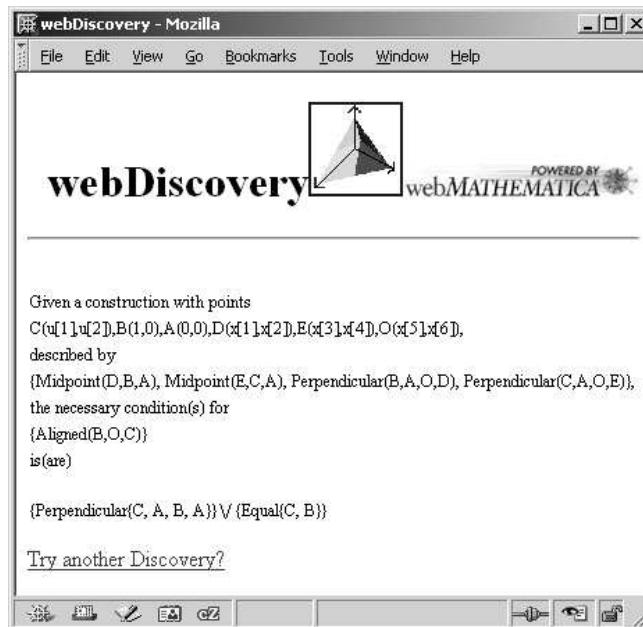 webDiscovery - Mozilla
File Edit View Go Bookmarks Tools Window Help
webDiscovery
POWERED BY
webMATHEMATICA
Given a construction with points
C(u[1],u[2]),B(1,0),A(0,0),D(x[1],x[2]),E(x[3],x[4]),O(x[5],x[6]),
described by
{Midpoint(D,B,A), Midpoint(E,C,A), Perpendicular(B,A,O,D), Perpendicular(C,A,O,E)},
the necessary condition(s) for
{Aligned(B,O,C)}
is(are)
{Perpendicular{C, A, B, A}} \/ {Equal{C, B}}
Try another Discovery?